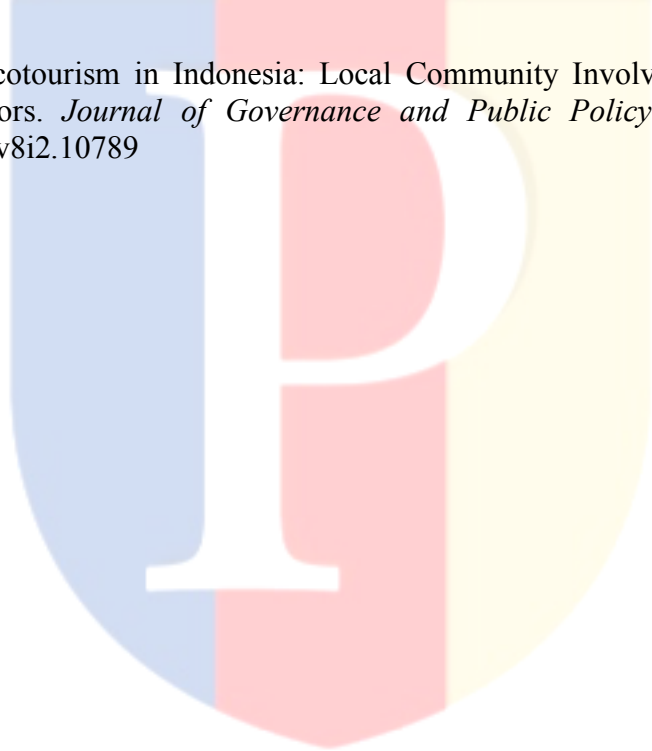 cotourism in Indonesia: Local Community Involv
ors. Journal of Governance and Public Policy
v8i2.10789
P